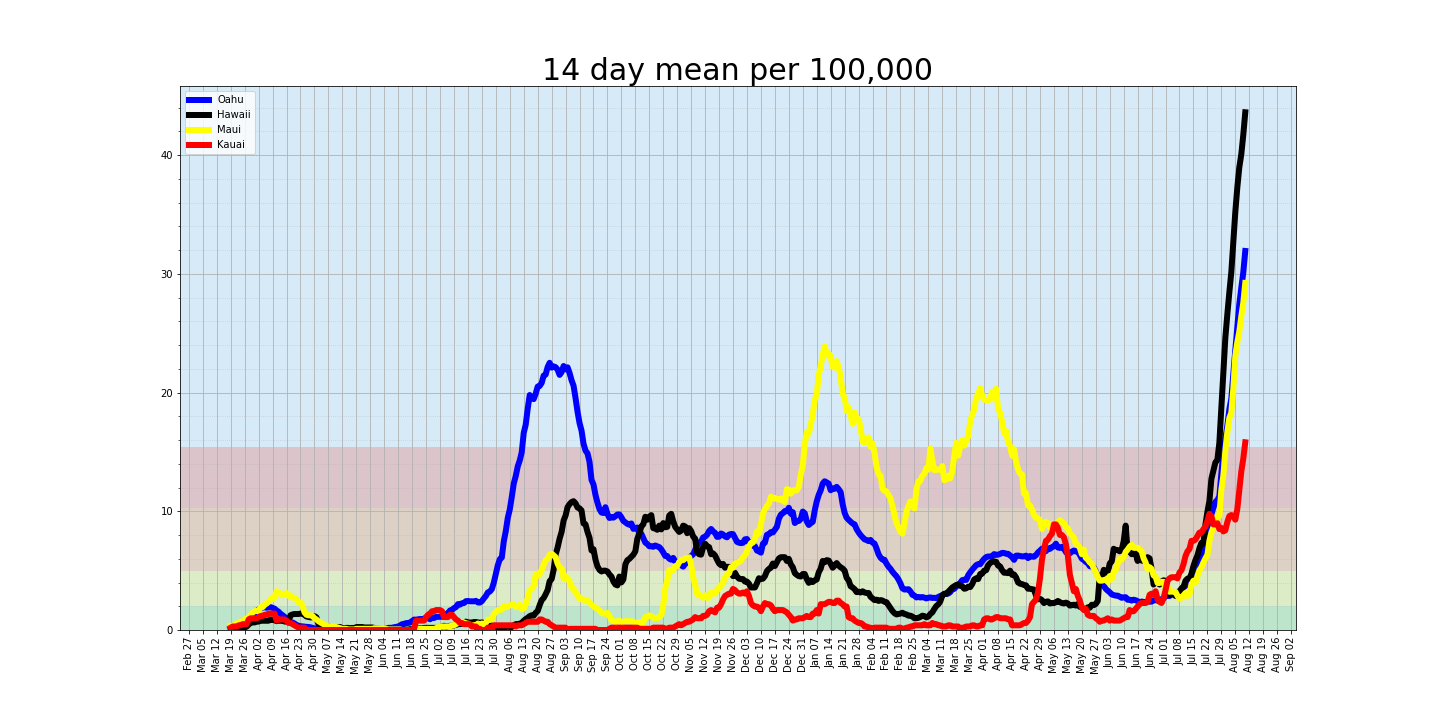 14 day mean per 100,000
Oahu
Hawaii
Maui
Kauai
40
30
20
10
0
Feb 27
Mar 05
Mar 12
Mar 19
Mar 26
Apr 02
Apr 09
Apr 16
Apr 23
Apr 30
May 07
May 14
May 21
May 28
Jun 04
Jun 11
Jun 18
Jun 25
Jul 02
Jul 09
Jul 16
Jul 23
Jul 30
Aug 06
Aug 13
Aug 20
Aug 27
Sep 03
Sep 10
Sep 17
Sep 24
Oct 01
Oct 08
Oct 15
Oct 22
Oct 29
Nov 05
Nov 12
Nov 19
Nov 26
Dec 03
Dec 10
Dec 17
Dec 24
Dec 31
Jan 07
Jan 14
Jan 21
Jan 28
Feb 04
Feb 11
Feb 18
Feb 25
Mar 04
Mar 11
Mar 18
Mar 25
Apr 01
Apr 08
Apr 15
Apr 22
Apr 29
May 06
May 13
May 20
May 27
Jun 03
Jun 10
Jun 17
Jun 24
Jul 01
Jul 08
Jul 15
Jul 22
Jul 29
Aug 05
Aug 12
Aug 19
Aug 26
Sep 02